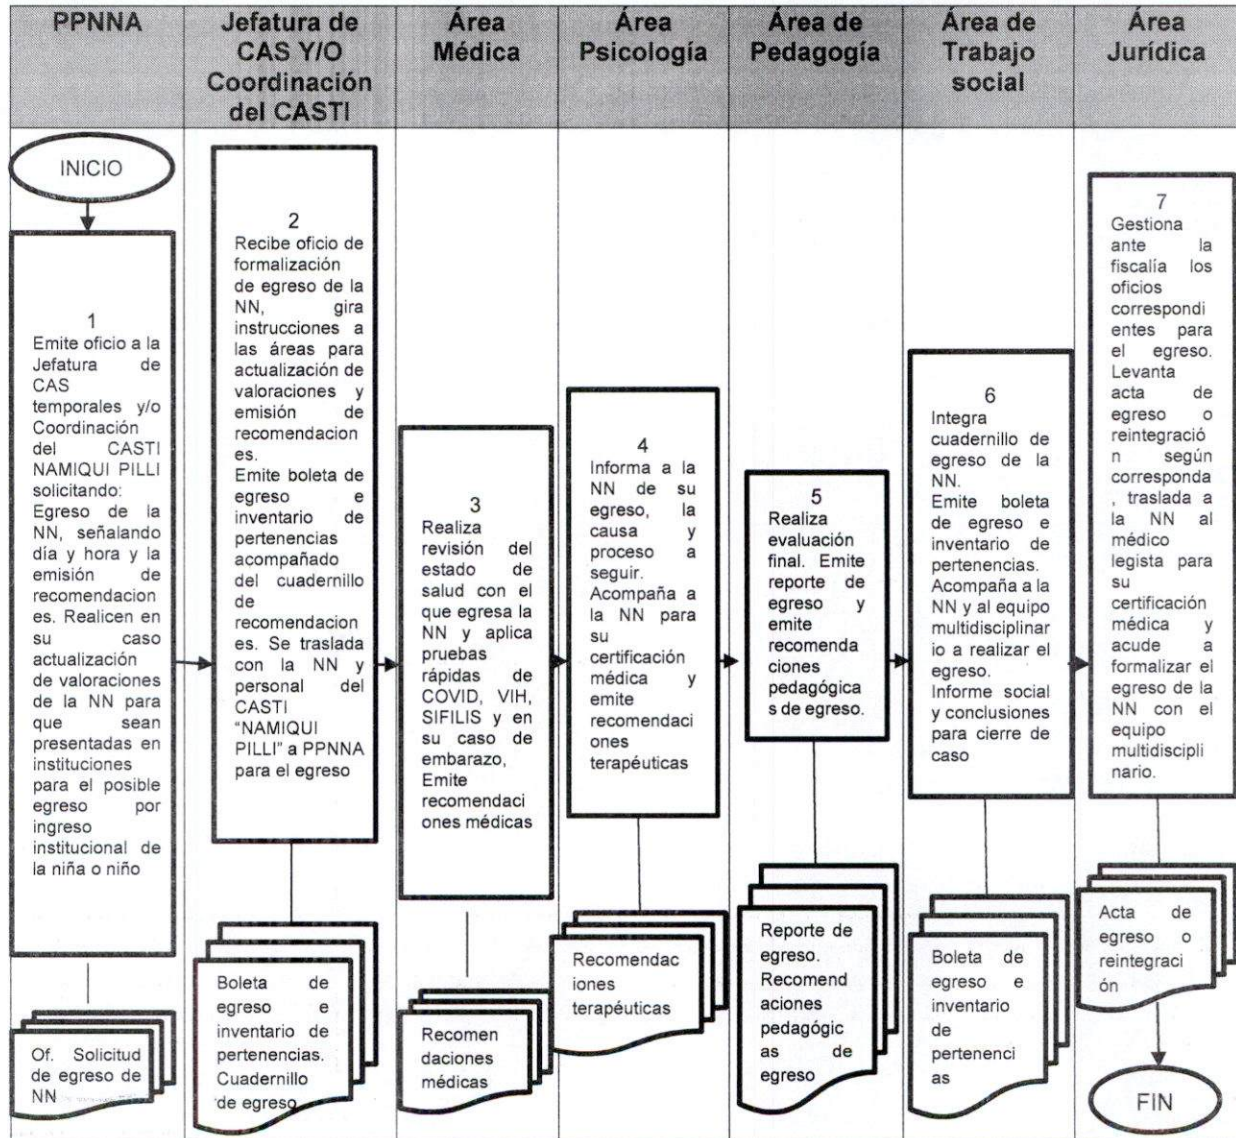 PPNNA
Jefatura de
CAS Y/O
Coordinación
del CASTI
Área
Médica
Área
Psicología
Área de
Pedagogía
Área de
Trabajo
social
Área
Jurídica
INICIO
1
Emite oficio a la
Jefatura de
CAS
temporales y/o
Coordinación
del CASTI
NAMIQUI PILLI
solicitando:
Egreso de la
NN, señalando
día y hora y la
emisión de
recomendacion
es. Realicen en
su caso
actualización
de valoraciones
de la NN para
que sean
presentadas en
instituciones
para el posible
egreso por
ingreso
institucional de
la niña o niño
Of. Solicitud
de egreso de
NN
2
Recibe oficio de
formalización
de egreso de la
NN, gira
instrucciones a
las áreas para
actualización de
valoraciones y
emisión de
recomendacion
es.
Emite boleta de
egreso e
inventario de
pertenencias
acompañado
del cuadernillo
de
recomendacion
es. Se traslada
con la NN y
personal del
CASTI
“NAMIQUI
PILLI” a PPNNA
para el egreso
Boleta de
egreso e
inventario de
pertenencias.
Cuadernillo
de egreso
3
Realiza
revisión del
estado de
salud con el
que egresa la
NN y aplica
pruebas
rápidas de
COVID, VIH,
SIFILIS y en
su caso de
embarazo,
Emite
recomendaci
ones médicas
Recomen
daciones
médicas
4
Informa a la
NN de su
egreso, la
causa y
proceso a
seguir.
Acompaña a
la NN para
su
certificación
médica y
emite
recomendaci
ones
terapéuticas
Recomendac
iones
terapéuticas
5
Realiza
evaluación
final. Emite
reporte de
egreso y
emite
recomenda
ciones
pedagógica
s de egreso.
Reporte de
egreso.
Recomend
aciones
pedagógic
as de
egreso
6
Integra
cuadernillo de
egreso de la
NN.
Emite boleta
de egreso e
inventario de
pertenencias.
Acompaña a la
NN y al equipo
multidisciplinar
io a realizar el
egreso.
Informe social
y conclusiones
para cierre de
caso
Boleta de
egreso e
inventario
de
pertenenci
as
7
Gestiona
ante la
fiscalía los
oficios
correspondi
entes para
el egreso.
Levanta
acta de
egreso o
reintegració
n según
corresponda
, traslada a
la NN al
médico
legista para
su
certificación
médica y
acude a
formalizar el
egreso de la
NN con el
equipo
multidiscipli
nario.
Acta de
egreso o
reintegraci
ón
FIN